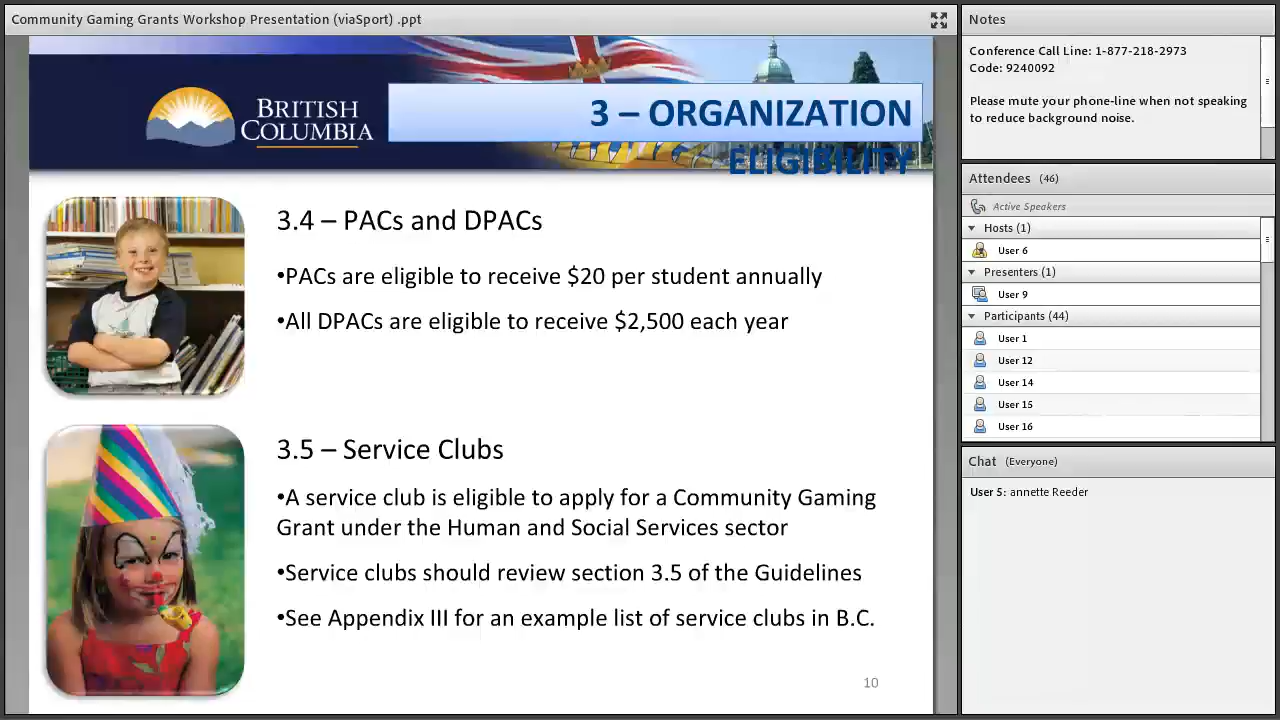 Community Gaming Grants Workshop Presentation (viaSport) .ppt
BRITISH
COLUMBIA
3 – ORGANIZATION
ELIGIBILITY
3.4 – PACs and DPACs
•PACs are eligible to receive $20 per student annually
•All DPACs are eligible to receive $2,500 each year
3.5 – Service Clubs
•A service club is eligible to apply for a Community Gaming
Grant under the Human and Social Services sector
•Service clubs should review section 3.5 of the Guidelines
•See Appendix III for an example list of service clubs in B.C.
10
Notes
Conference Call Line: 1-877-218-2973
Code: 9240092
Please mute your phone-line when not speaking
to reduce background noise.
Attendees (46)
Active Speakers
Hosts (1)
User 6
Presenters (1)
User 9
Participants (44)
User 1
User 12
User 14
User 15
User 16
Chat (Everyone)
User 5: annette Reeder